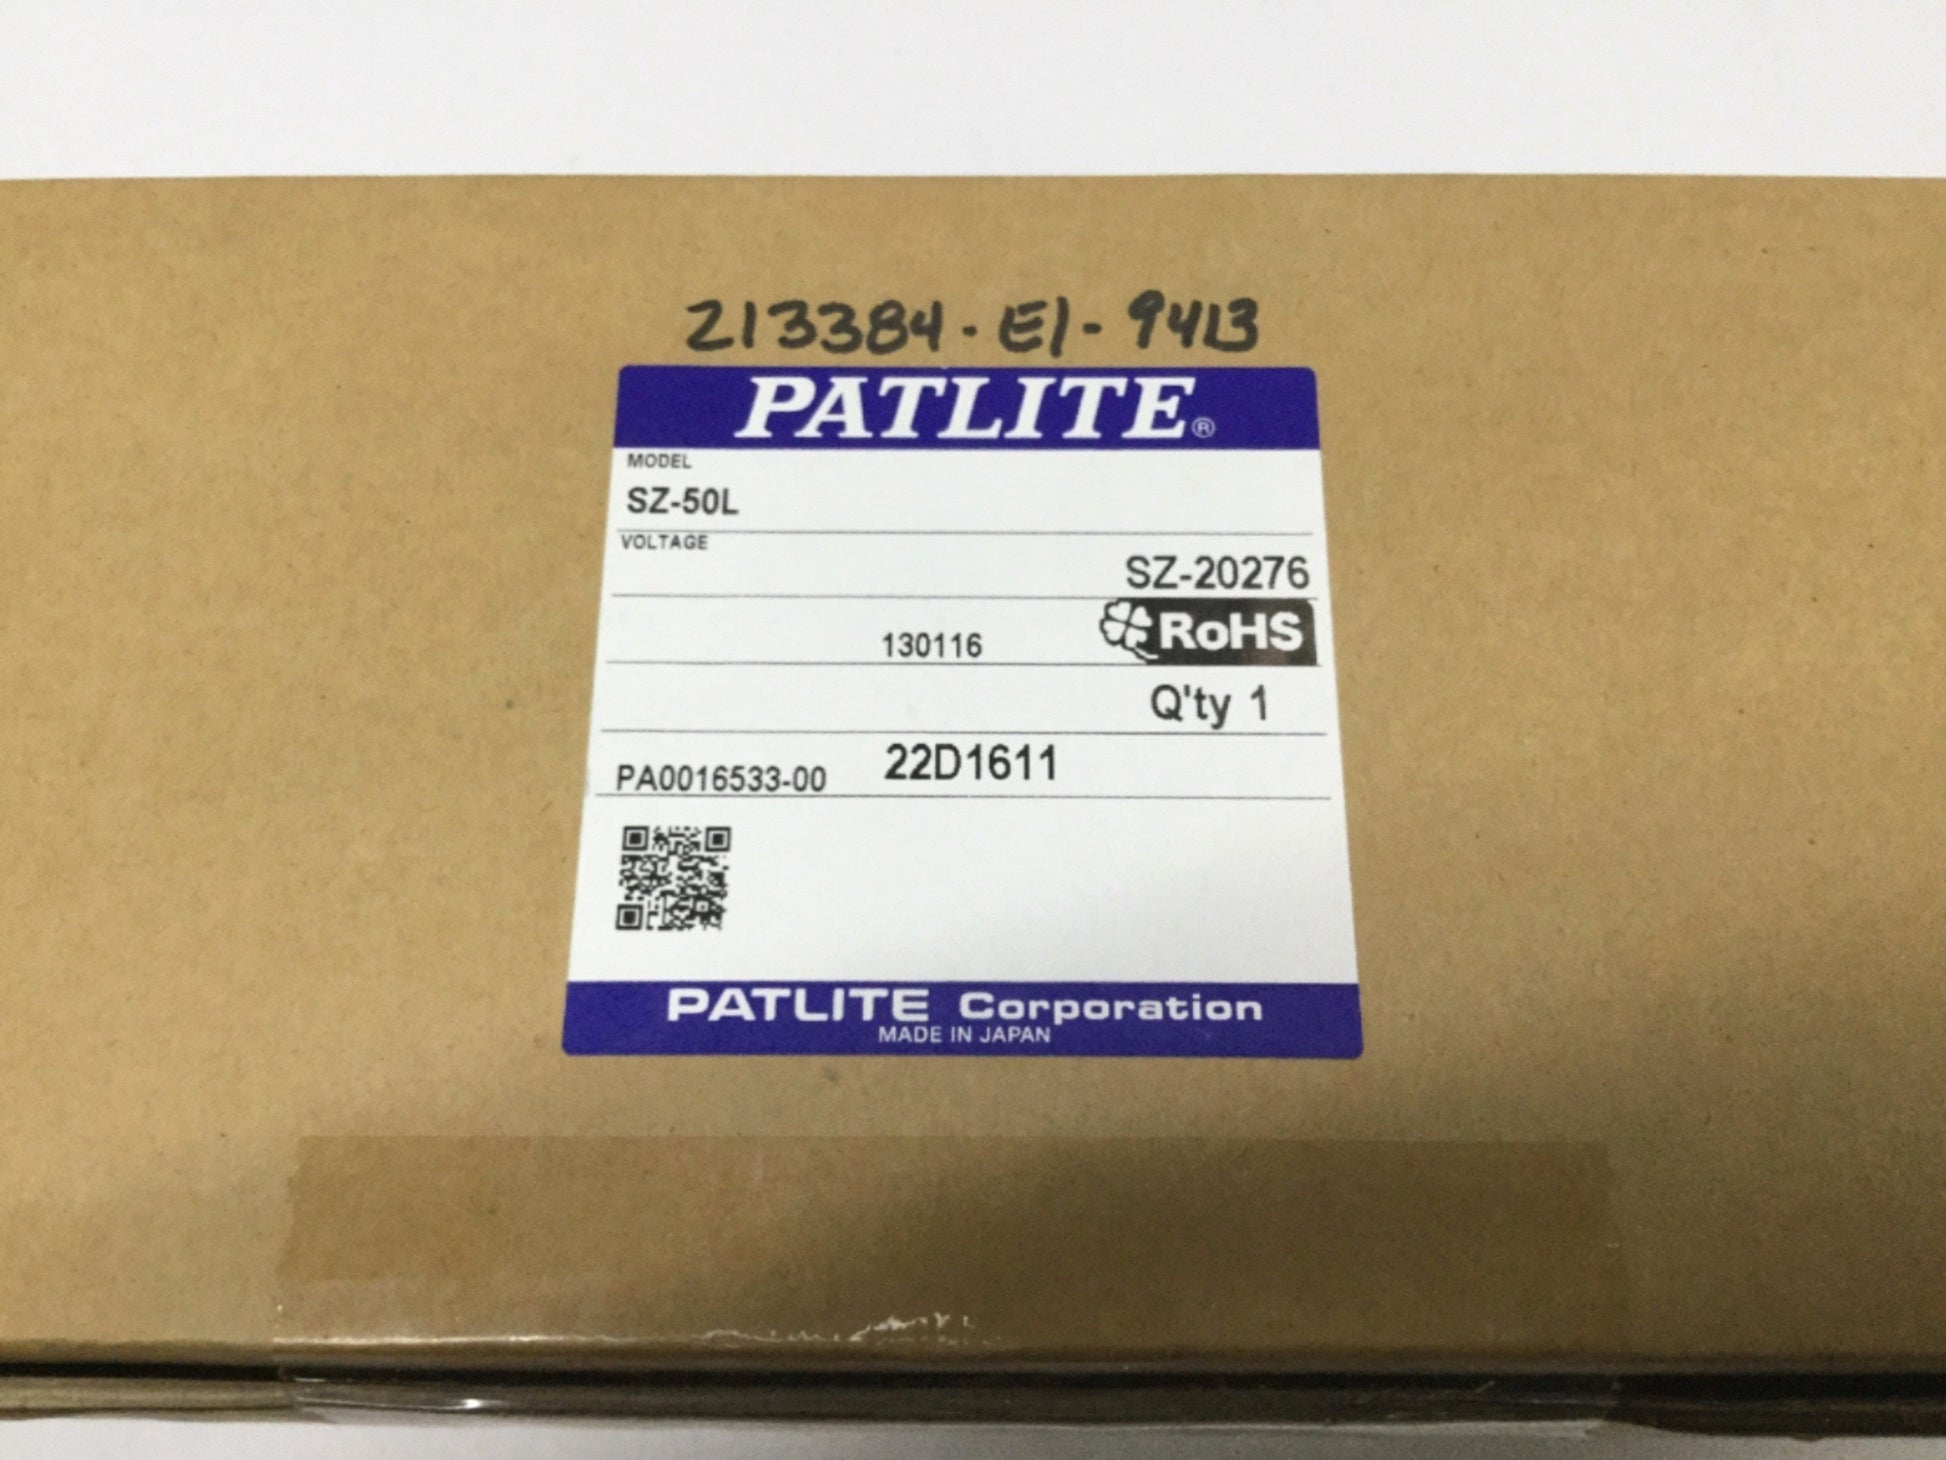 213384-E1-9413
PATLITE®
MODEL
SZ-50L
VOLTAGE
SZ-20276
130116
RoHS
Q'ty 1
PA0016533-00 22D1611
PATLITE Corporation
MADE IN JAPAN